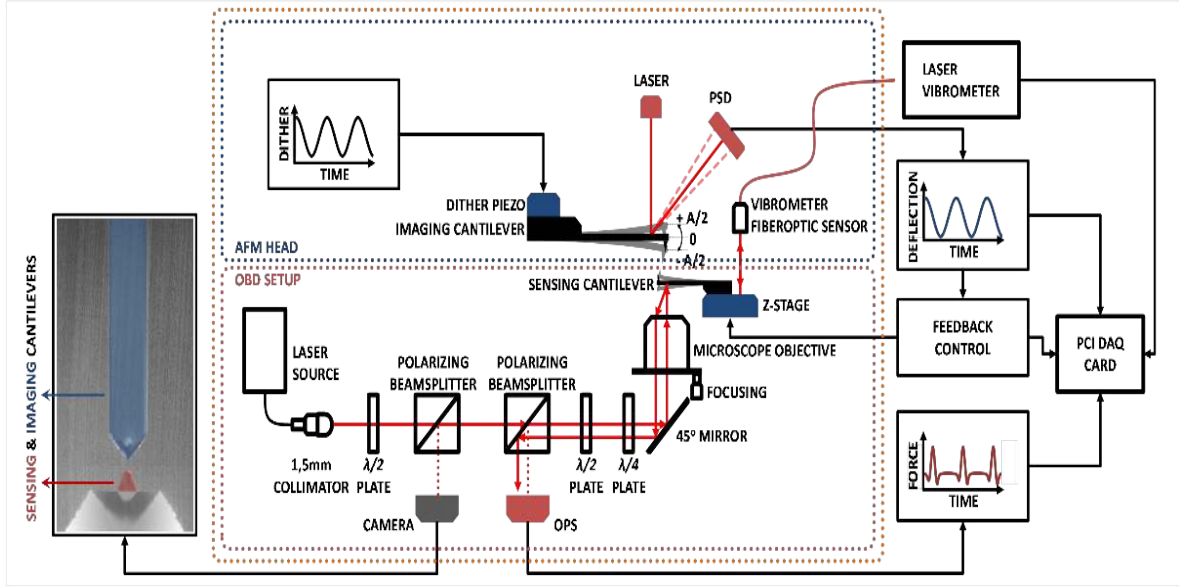 LASER
PSD
LASER
VIBROMETER
DITHER
TIME
DITHER PIEZO
IMAGING CANTILEVER
+ A/2
0
- A/2
VIBROMETER
FIBEROPTIC SENSOR
DEFLECTION
TIME
AFM HEAD
OBD SETUP
SENSING CANTILEVER
Z-STAGE
SENSING & IMAGING CANTILEVERS
LASER
SOURCE
POLARIZING
BEAMSPLITTER
POLARIZING
BEAMSPLITTER
MICROSCOPE OBJECTIVE
FOCUSING
45° MIRROR
FEEDBACK
CONTROL
PCI DAQ
CARD
1,5mm
COLLIMATOR
λ/2
PLATE
λ/2
PLATE
λ/4
PLATE
CAMERA
OPS
FORCE
TIME